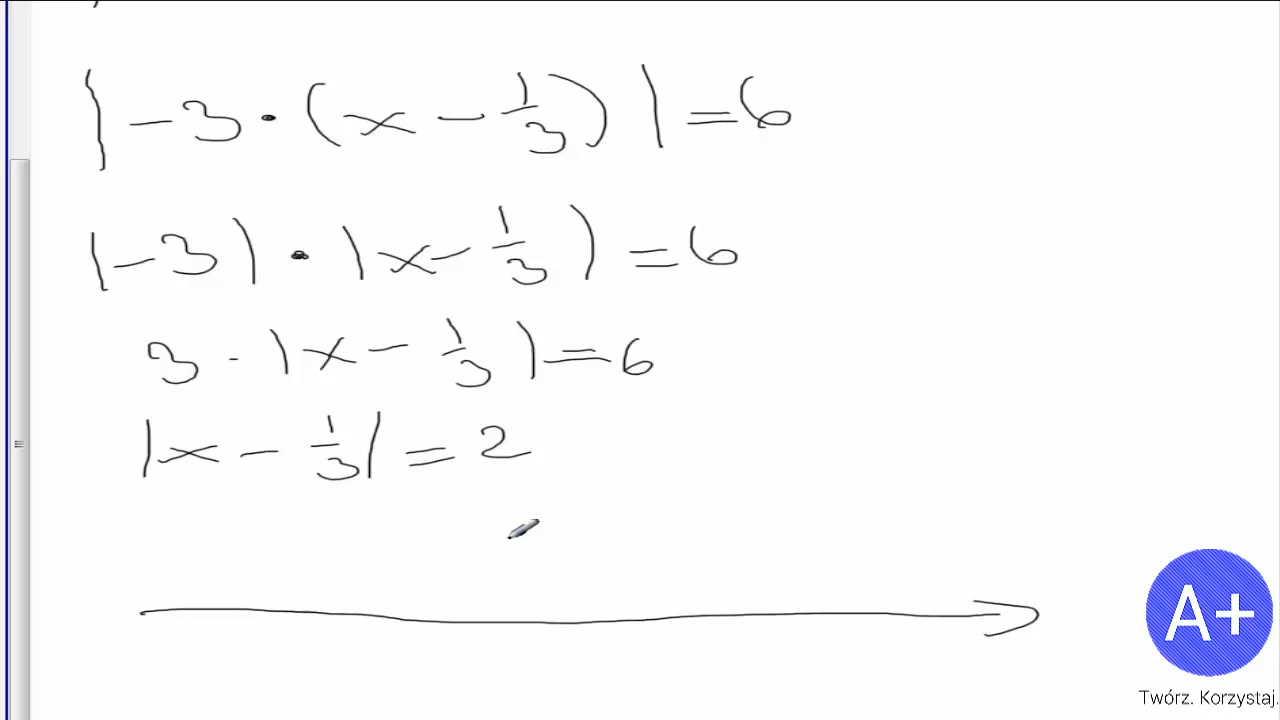 |-3·(x-1/3)|=6
|-3|·|x-1/3|=6
3·|x-1/3|=6
|x-1/3|=2
A+
Twórz. Korzystaj.